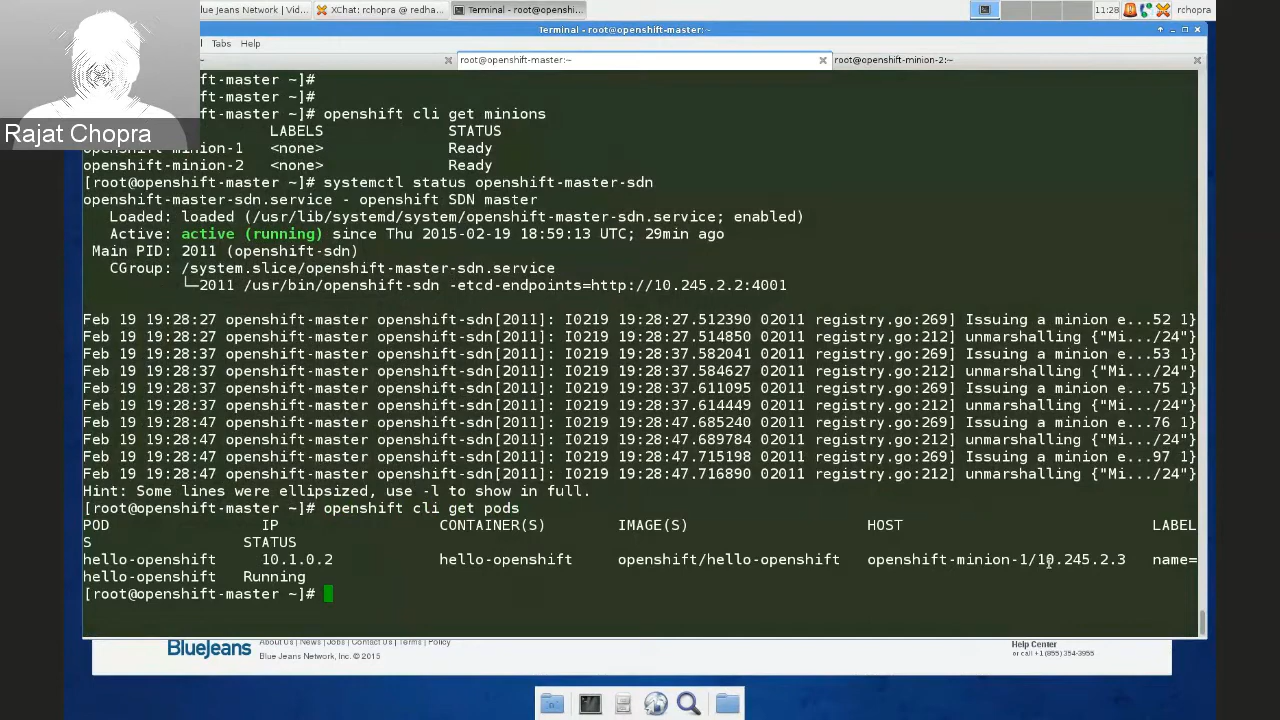 Blue Jeans Network | Vid...
XChat: rchopra @ redha...
Terminal - root@openshi...
11:28
rchopra
Terminal - root@openshift-master:~
Tabs Help
root@openshift-master:~
root@openshift-minion-2:~
Rajat Chopra
-master ~]#
-master ~]#
-master ~]# openshift cli get minions
LABELS STATUS
openshift-minion-1 <none> Ready
openshift-minion-2 <none> Ready
[root@openshift-master ~]# systemctl status openshift-master-sdn
openshift-master-sdn.service - openshift SDN master
Loaded: loaded (/usr/lib/systemd/system/openshift-master-sdn.service; enabled)
Active: active (running) since Thu 2015-02-19 18:59:13 UTC; 29min ago
Main PID: 2011 (openshift-sdn)
CGroup: /system.slice/openshift-master-sdn.service
└─2011 /usr/bin/openshift-sdn -etcd-endpoints=http://10.245.2.2:4001
Feb 19 19:28:27 openshift-master openshift-sdn[2011]: I0219 19:28:27.512390 02011 registry.go:269] Issuing a minion e...52 1}
Feb 19 19:28:27 openshift-master openshift-sdn[2011]: I0219 19:28:27.514850 02011 registry.go:212] unmarshalling {"Mi.../24"}
Feb 19 19:28:37 openshift-master openshift-sdn[2011]: I0219 19:28:37.582041 02011 registry.go:269] Issuing a minion e...53 1}
Feb 19 19:28:37 openshift-master openshift-sdn[2011]: I0219 19:28:37.584627 02011 registry.go:212] unmarshalling {"Mi.../24"}
Feb 19 19:28:37 openshift-master openshift-sdn[2011]: I0219 19:28:37.611095 02011 registry.go:269] Issuing a minion e...75 1}
Feb 19 19:28:37 openshift-master openshift-sdn[2011]: I0219 19:28:37.614449 02011 registry.go:212] unmarshalling {"Mi.../24"}
Feb 19 19:28:47 openshift-master openshift-sdn[2011]: I0219 19:28:47.685240 02011 registry.go:269] Issuing a minion e...76 1}
Feb 19 19:28:47 openshift-master openshift-sdn[2011]: I0219 19:28:47.689784 02011 registry.go:212] unmarshalling {"Mi.../24"}
Feb 19 19:28:47 openshift-master openshift-sdn[2011]: I0219 19:28:47.715198 02011 registry.go:269] Issuing a minion e...97 1}
Feb 19 19:28:47 openshift-master openshift-sdn[2011]: I0219 19:28:47.716890 02011 registry.go:212] unmarshalling {"Mi.../24"}
Hint: Some lines were ellipsized, use -l to show in full.
[root@openshift-master ~]# openshift cli get pods
POD IP CONTAINER(S) IMAGE(S) HOST LABEL
S STATUS
hello-openshift 10.1.0.2 hello-openshift openshift/hello-openshift openshift-minion-1/10.245.2.3 name=
hello-openshift Running
[root@openshift-master ~]#
About Us | News | Jobs | Contact Us | Terms | Policy
BlueJeans
Blue Jeans Network, Inc. © 2015
Help Center
or call +1 (855) 354-3955